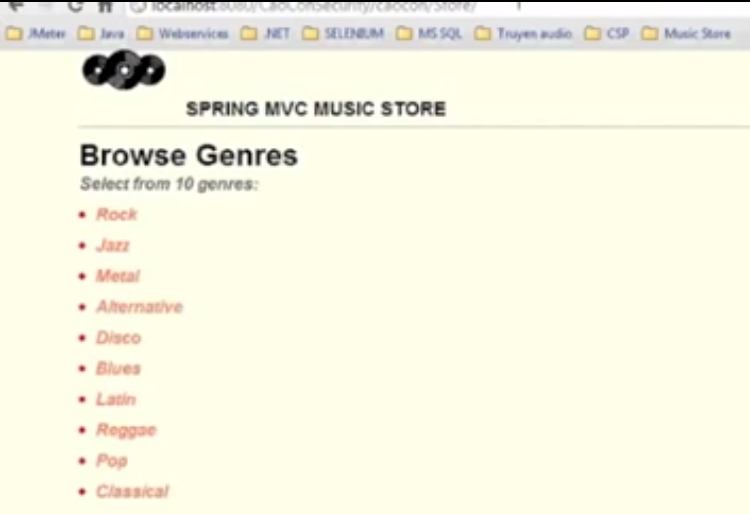 localhost:8080/CaoConSecurity/caocon/Store/
JMeter Java Webservices .NET SELENIUM MS SQL Truyen audio CSP Music Store
SPRING MVC MUSIC STORE
Browse Genres
Select from 10 genres:
• Rock
• Jazz
• Metal
• Alternative
• Disco
• Blues
• Latin
• Reggae
• Pop
• Classical